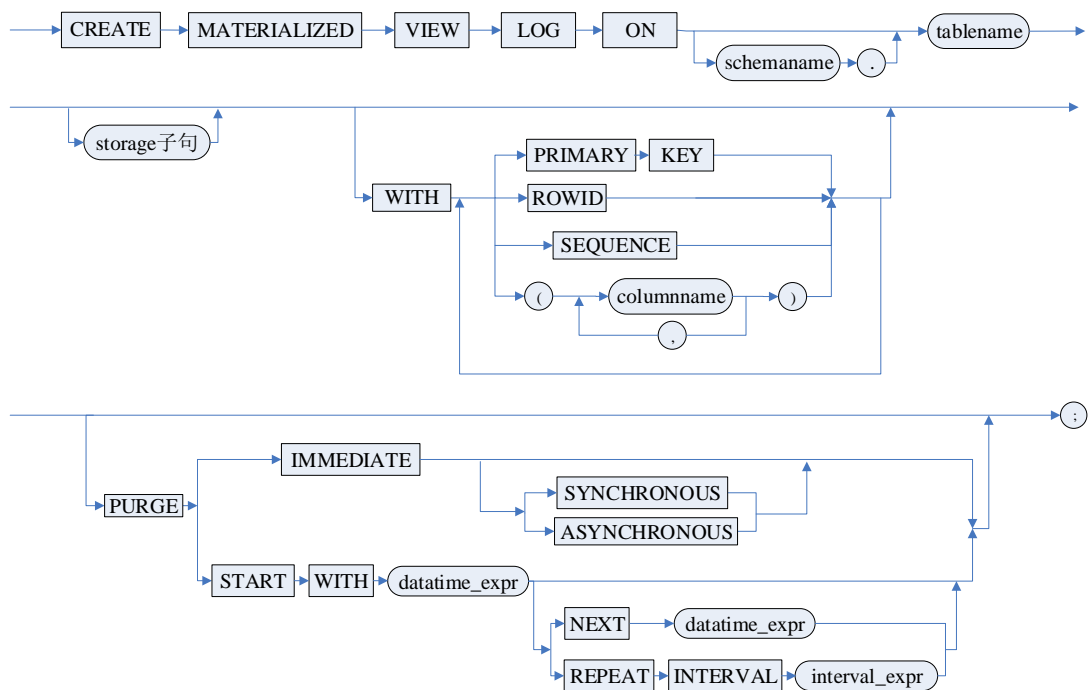 CREATE MATERIALIZED VIEW LOG ON tablename
schemaname .
storage子句
PRIMARY KEY
WITH ROWID
SEQUENCE
( columnname )
,
;
IMMEDIATE
PURGE SYNCHRONOUS
ASYNCHRONOUS
START WITH datatime_expr
NEXT datatime_expr
REPEAT INTERVAL interval_expr